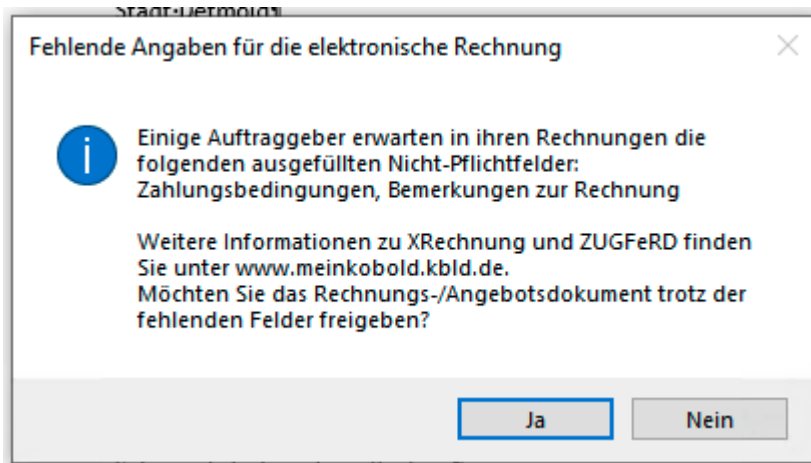 Stadt·Detmold¶
Fehlende Angaben für die elektronische Rechnung
Einige Auftraggeber erwarten in ihren Rechnungen die
folgenden ausgefüllten Nicht-Pflichtfelder:
Zahlungsbedingungen, Bemerkungen zur Rechnung
Weitere Informationen zu XRechnung und ZUGFeRD finden
Sie unter www.meinkobold.kbld.de.
Möchten Sie das Rechnungs-/Angebotsdokument trotz der
fehlenden Felder freigeben?
Ja
Nein